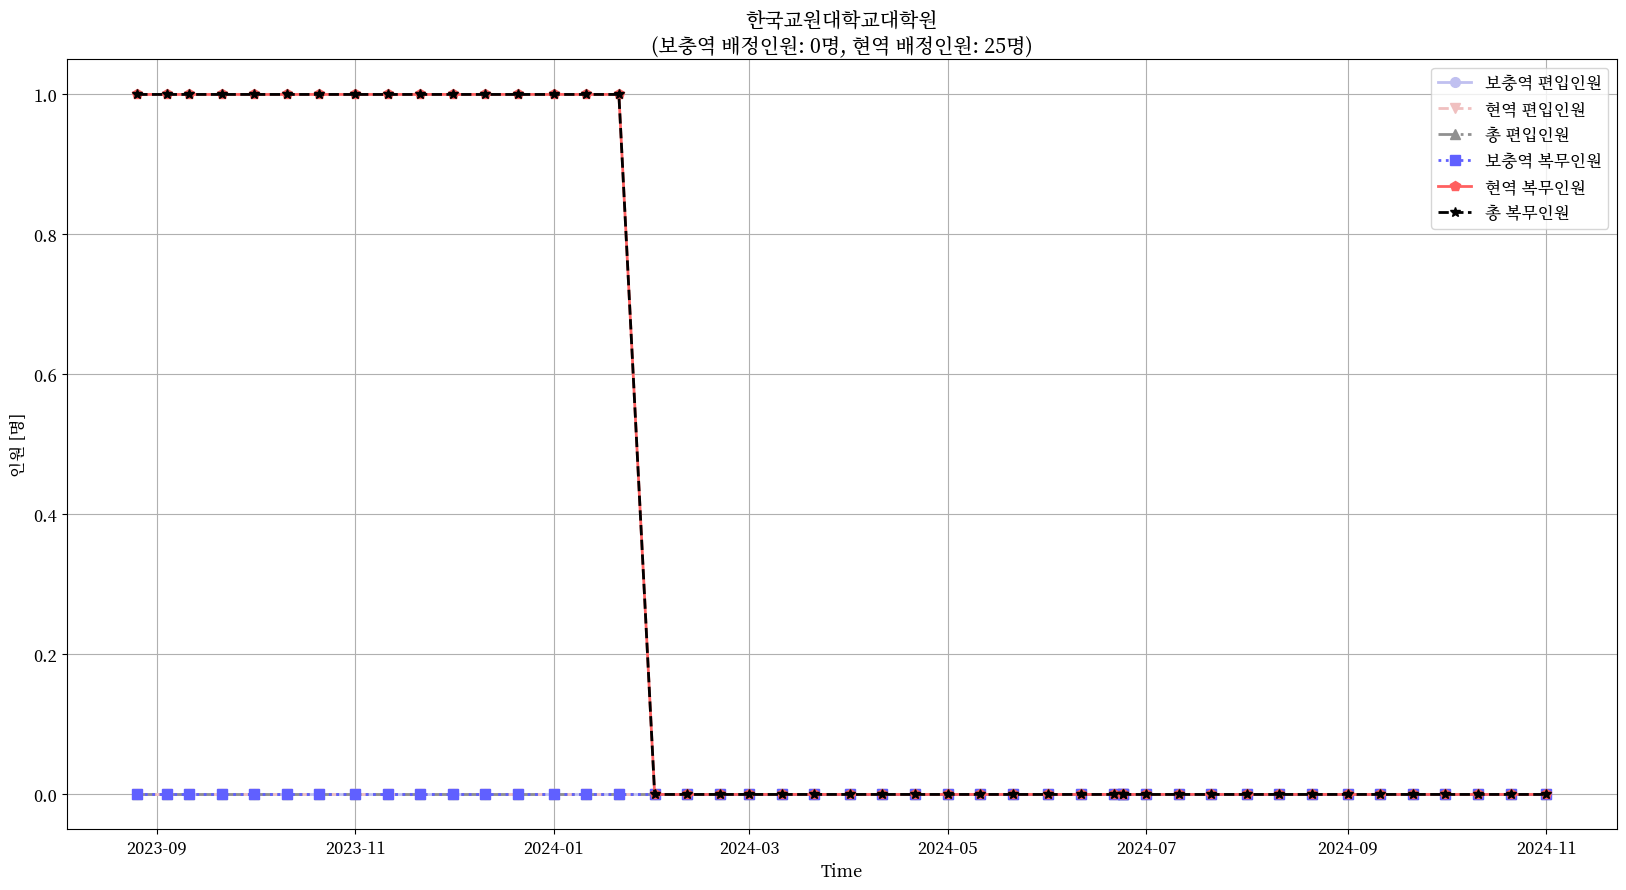 한국교원대학교대학원
(보충역 배정인원: 0명, 현역 배정인원: 25명)
보충역 편입인원
현역 편입인원
총 편입인원
보충역 복무인원
현역 복무인원
총 복무인원
인원 [명]
1.0
0.8
0.6
0.4
0.2
0.0
2023-09 2023-11 2024-01 2024-03 2024-05 2024-07 2024-09 2024-11
Time